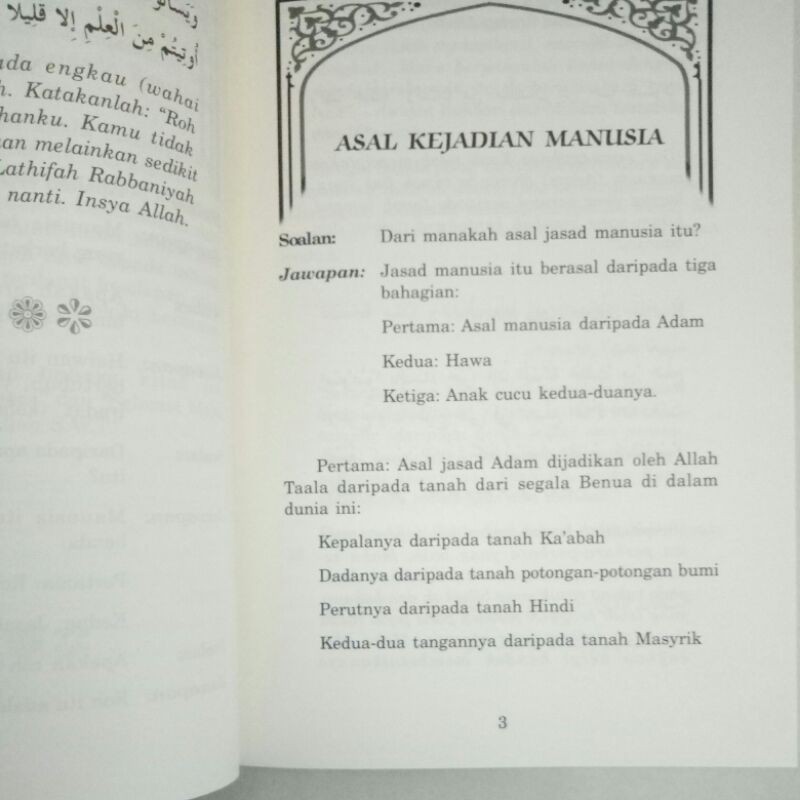 أُوتِيتُمْ مِنَ الْعِلْمِ إِلَّا قَلِيلًا
engkau (wahai
Katakanlah: “Roh
Kamu tidak
melainkan sedikit
Lathifah Rabbaniyah
nanti. Insya Allah.
ASAL KEJADIAN MANUSIA
Soalan: Dari manakah asal jasad manusia itu?
Jawapan: Jasad manusia itu berasal daripada tiga
bahagian:
Pertama: Asal manusia daripada Adam
Kedua: Hawa
Ketiga: Anak cucu kedua-duanya.
Pertama: Asal jasad Adam dijadikan oleh Allah
Taala daripada tanah dari segala Benua di dalam
dunia ini:
Kepalanya daripada tanah Ka’abah
Dadanya daripada tanah potongan-potongan bumi
Perutnya daripada tanah Hindi
Kedua-dua tangannya daripada tanah Masyrik
3